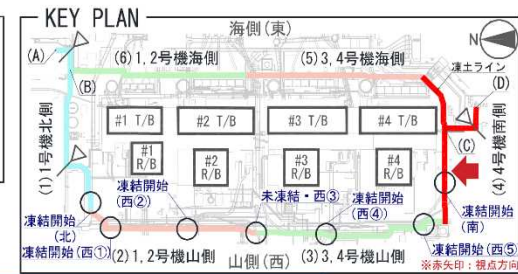 KEY PLAN
海側(東)
N
(A)
(6)1,2号機海側
(5)3,4号機海側
凍土ライン
(B)
(D)
#1 T/B
#2 T/B
#3 T/B
#4 T/B
(1)1号機北側
#1
R/B
#2
R/B
#3
R/B
#4
R/B
(C)
(4)4号機南側
凍結開始
(西②)
未凍結・西③
凍結開始
(西④)
凍結開始
(北)
凍結開始
(南)
凍結開始(西①)
(2)1,2号機山側
山側(西)
(3)3,4号機山側
凍結開始(西⑤)
※赤矢印:視点方向